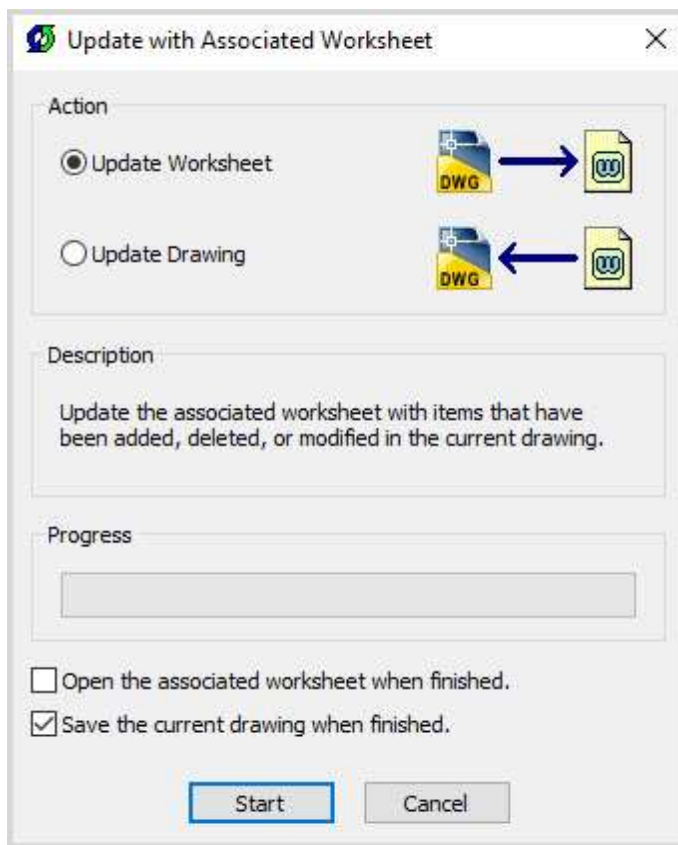 Update with Associated Worksheet
Action
Update Worksheet
DWG
Update Drawing
DWG
Description
Update the associated worksheet with items that have
been added, deleted, or modified in the current drawing.
Progress
Open the associated worksheet when finished.
Save the current drawing when finished.
Start Cancel